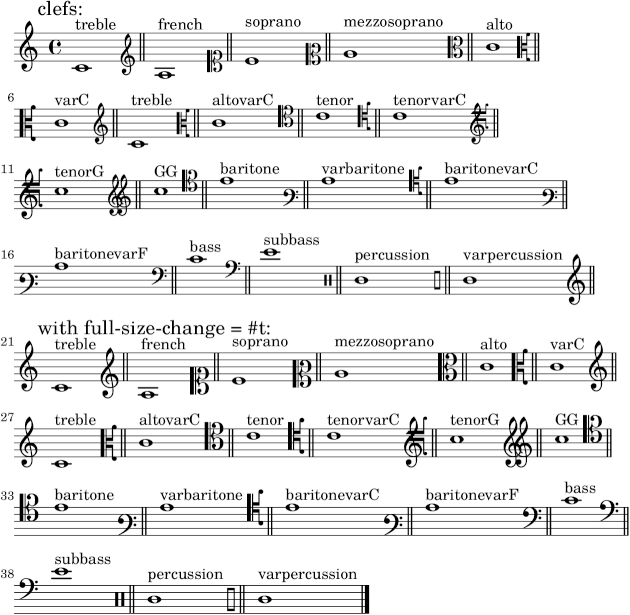 clefs:
treble french soprano mezzosoprano alto
6 varC treble altovarC tenor tenorvarC
11 tenorG GG baritone varbaritone baritonevarC
16 baritonevarF bass subbass percussion varpercussion
with full-size-change = #t:
21 treble french soprano mezzosoprano alto varC
27 treble altovarC tenor tenorvarC tenorG GG
33 baritone varbaritone baritonevarC baritonevarF bass
38 subbass percussion varpercussion